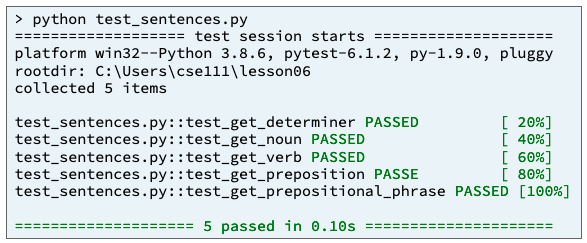 > python test_sentences.py
=================== test session starts ====================
platform win32--Python 3.8.6, pytest-6.1.2, py-1.9.0, pluggy
rootdir: C:\Users\cse111\lesson06
collected 5 items
test_sentences.py::test_get_determiner PASSED [ 20%]
test_sentences.py::test_get_noun PASSED [ 40%]
test_sentences.py::test_get_verb PASSED [ 60%]
test_sentences.py::test_get_preposition PASSE [ 80%]
test_sentences.py::test_get_prepositional_phrase PASSED [100%]
==================== 5 passed in 0.10s =====================